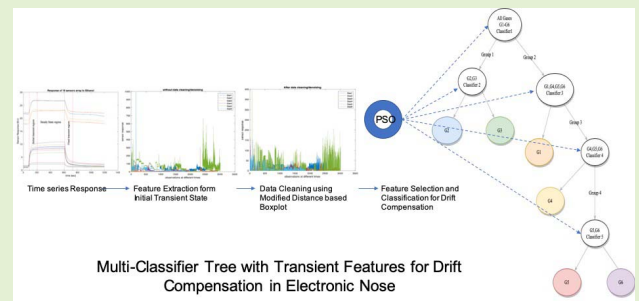 All Gases
G1-G6
Classifier1
Group 1
Group 2
G2,G3
Classifier 2
G1,G4,G5,G6
Classifier 3
PSO
G2
G3
G1
Group 3
G4,G5,G6
Classifier 4
G4
Group 4
G5,G6
Classifier 5
G5
G6
Time series Response
Feature Extraction form
Initial Transient State
Data Cleaning using
Modified Distance based
Boxplot
Feature Selection and
Classification for Drift
Compensation
Multi-Classifier Tree with Transient Features for Drift
Compensation in Electronic Nose